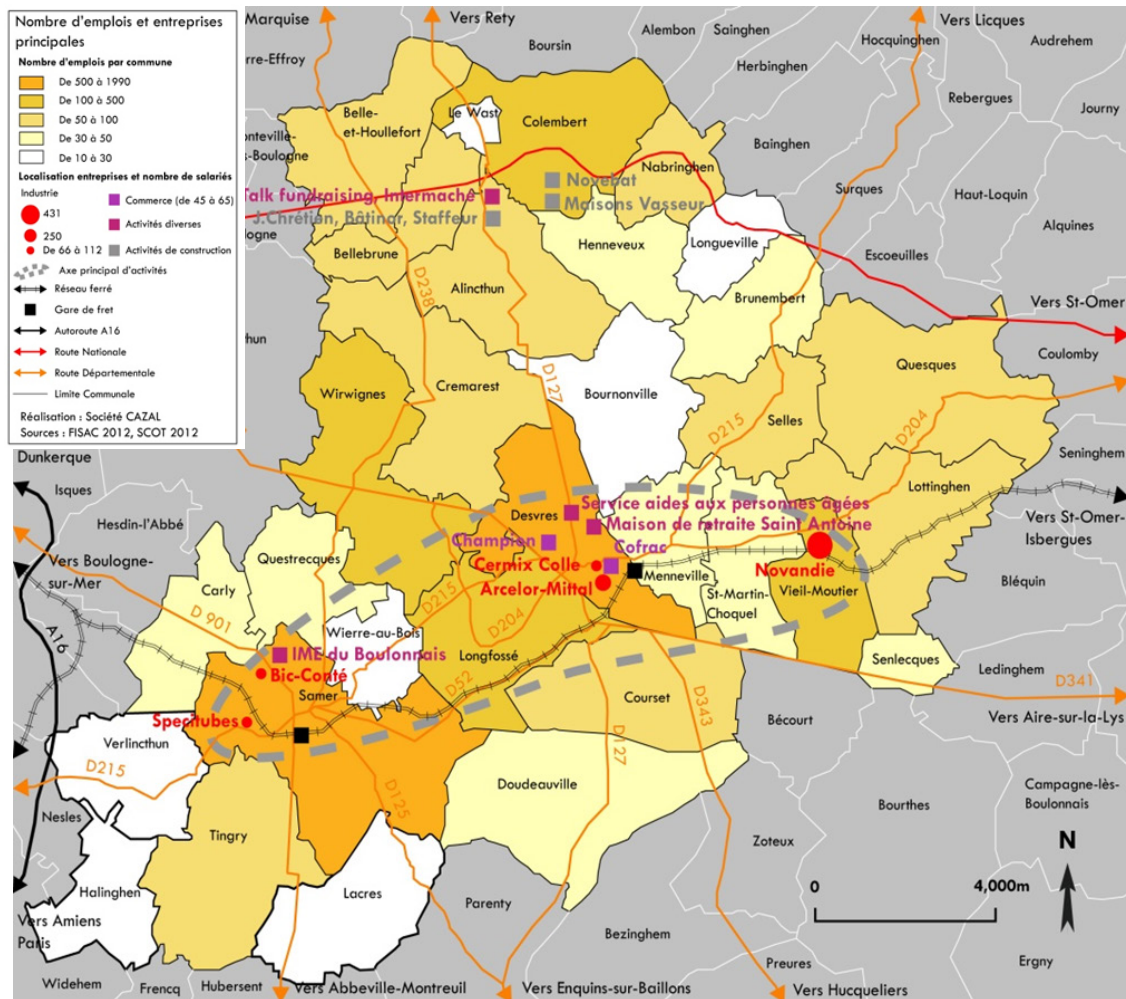 Nombre d'emplois et entreprises
principales
Nombre d'emplois par commune
De 500 à 1990
De 100 à 500
De 50 à 100
De 30 à 50
De 10 à 30
Localisation entreprises et nombre de salariés
Industrie
431
250
De 66 à 112
Commerce (de 45 à 65)
Activités diverses
Activités de construction
Axe principal d'activités
Réseau ferré
Gare de fret
Autoroute A16
Route Nationale
Route Départementale
Limite Communale
Réalisation : Société CAZAL
Sources : FISAC 2012, SCOT 2012
Marquise
Vers Rety
Boursin
Alembon
Sainghen
Herbinghen
Hocquinghen
Vers Licques
Audrehem
Rebergues
Journy
Bainghen
Surques
Haut-Loquin
Alquines
Escoeuilles
Vers St-Omer
Coulomby
Belle-
et-Houllefort
Le Wast
Colembert
Nabringhen
Talk fundraising, Intermaché
J.Chrétion, Bâtinor, Staffeur
Novebat
Maisons Vasseur
Henneveux
Longueville
Brunembert
Bellebrune
Alincthun
D238
D127
Bournonville
Quesques
Selles
D215
D204
Wirwignes
Cremarest
Lottinghen
Seninghem
Dunkerque
Isques
Hesdin-l'Abbé
Vers Boulogne-
sur-Mer
Questrecques
Carly
D 901
A16
Desvres
Service aides aux personnes agées
Maison de retraite Saint Antoine
Champion
Cofrac
Cermix Colle
Arcelor-Mittal
Menneville
St-Martin-
Choquel
Novandie
Vieil-Moutier
Vers St-Omer-
Isbergues
Bléquin
Senlecques
Ledinghem
D341
Vers Aire-sur-la-Lys
D215
D204
Wierre-au-Bois
Longfossé
D52
IME du Boulonnais
Bic-Conté
Samer
Specitubes
Courset
D343
Bécourt
Verlincthun
D215
D125
Doudeauville
D127
Bourthes
Campagne-lès-
Boulonnais
Nesles
Tingry
Halinghen
Lacres
Zoteux
N
0
4,000m
Vers Amiens
Paris
Parenty
Bezinghem
Widehem
Frencq
Hubersent
Vers Abbeville-Montreuil
Vers Enquins-sur-Baillons
Preures
Vers Hucqueliers
Ergny